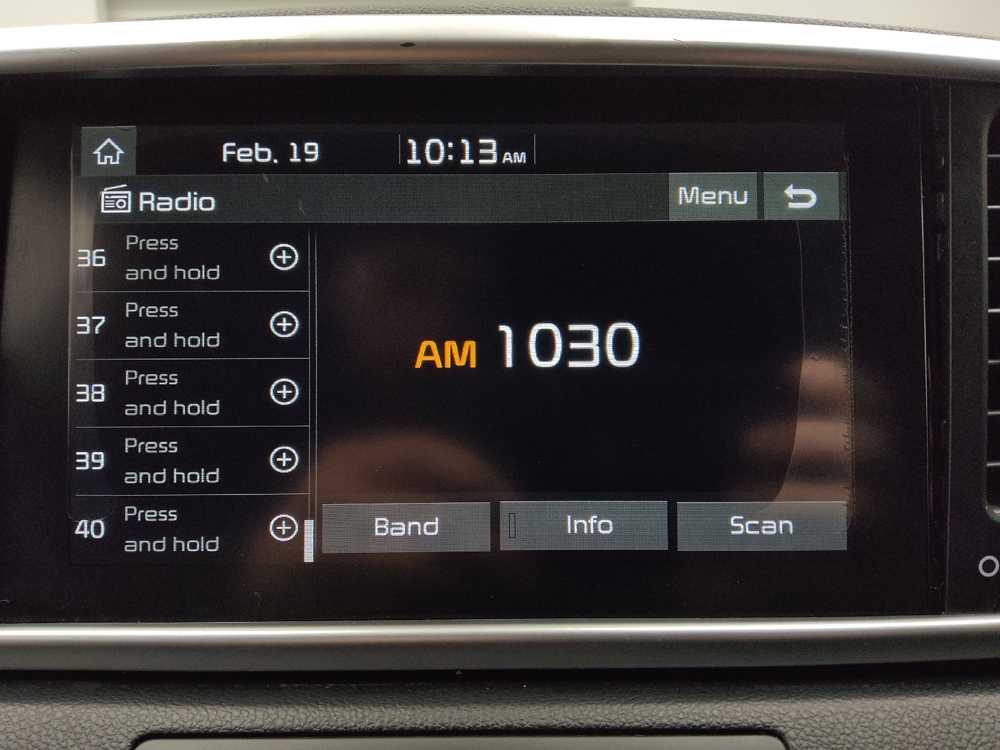 Feb. 19 10:13 AM
Radio Menu
36 Press
and hold
37 Press
and hold
38 Press
and hold
39 Press
and hold
40 Press
and hold
AM 1030
Band Info Scan